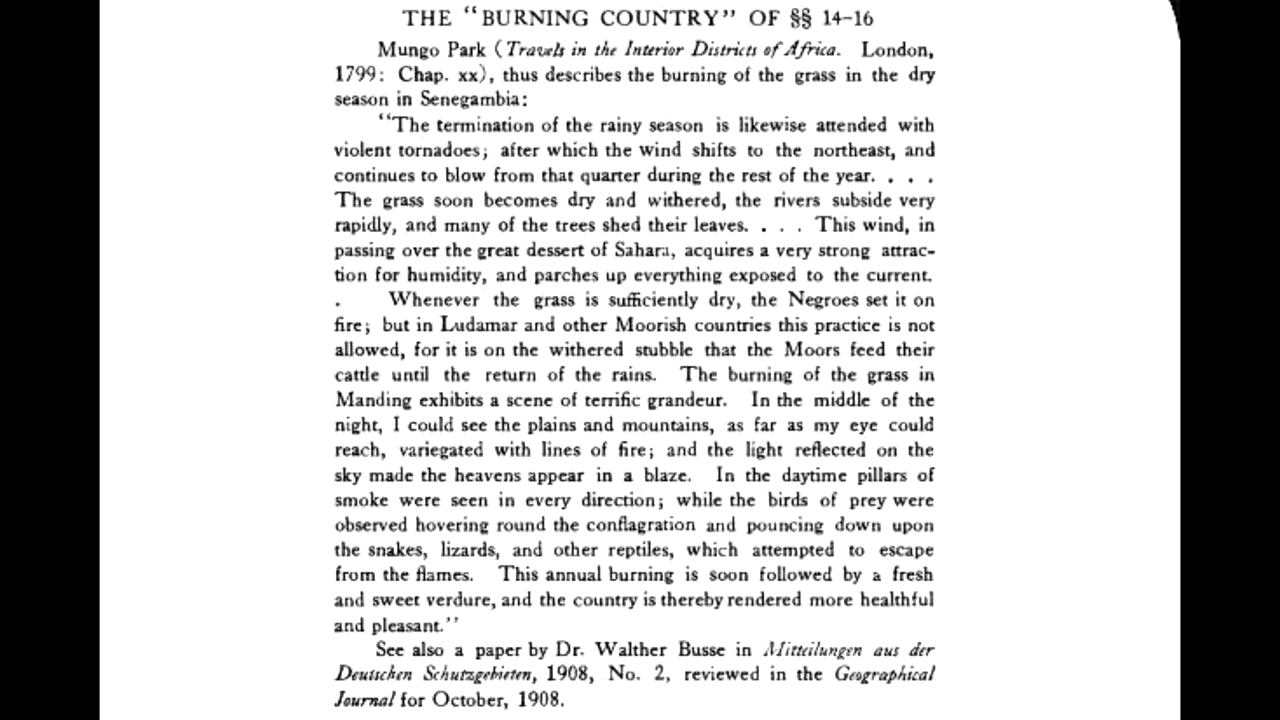 THE "BURNING COUNTRY" OF §§ 14–16
Mungo Park (Travels in the Interior Districts of Africa. London,
1799: Chap. xx), thus describes the burning of the grass in the dry
season in Senegambia:
"The termination of the rainy season is likewise attended with
violent tornadoes; after which the wind shifts to the northeast, and
continues to blow from that quarter during the rest of the year. . . .
The grass soon becomes dry and withered, the rivers subside very
rapidly, and many of the trees shed their leaves. . . . This wind, in
passing over the great dessert of Sahara, acquires a very strong attrac-
tion for humidity, and parches up everything exposed to the current.
. Whenever the grass is sufficiently dry, the Negroes set it on
fire; but in Ludamar and other Moorish countries this practice is not
allowed, for it is on the withered stubble that the Moors feed their
cattle until the return of the rains. The burning of the grass in
Manding exhibits a scene of terrific grandeur. In the middle of the
night, I could see the plains and mountains, as far as my eye could
reach, variegated with lines of fire; and the light reflected on the
sky made the heavens appear in a blaze. In the daytime pillars of
smoke were seen in every direction; while the birds of prey were
observed hovering round the conflagration and pouncing down upon
the snakes, lizards, and other reptiles, which attempted to escape
from the flames. This annual burning is soon followed by a fresh
and sweet verdure, and the country is thereby rendered more healthful
and pleasant."
See also a paper by Dr. Walther Busse in Mitteilungen aus der
Deutschen Schutzgebieten, 1908, No. 2, reviewed in the Geographical
Journal for October, 1908.